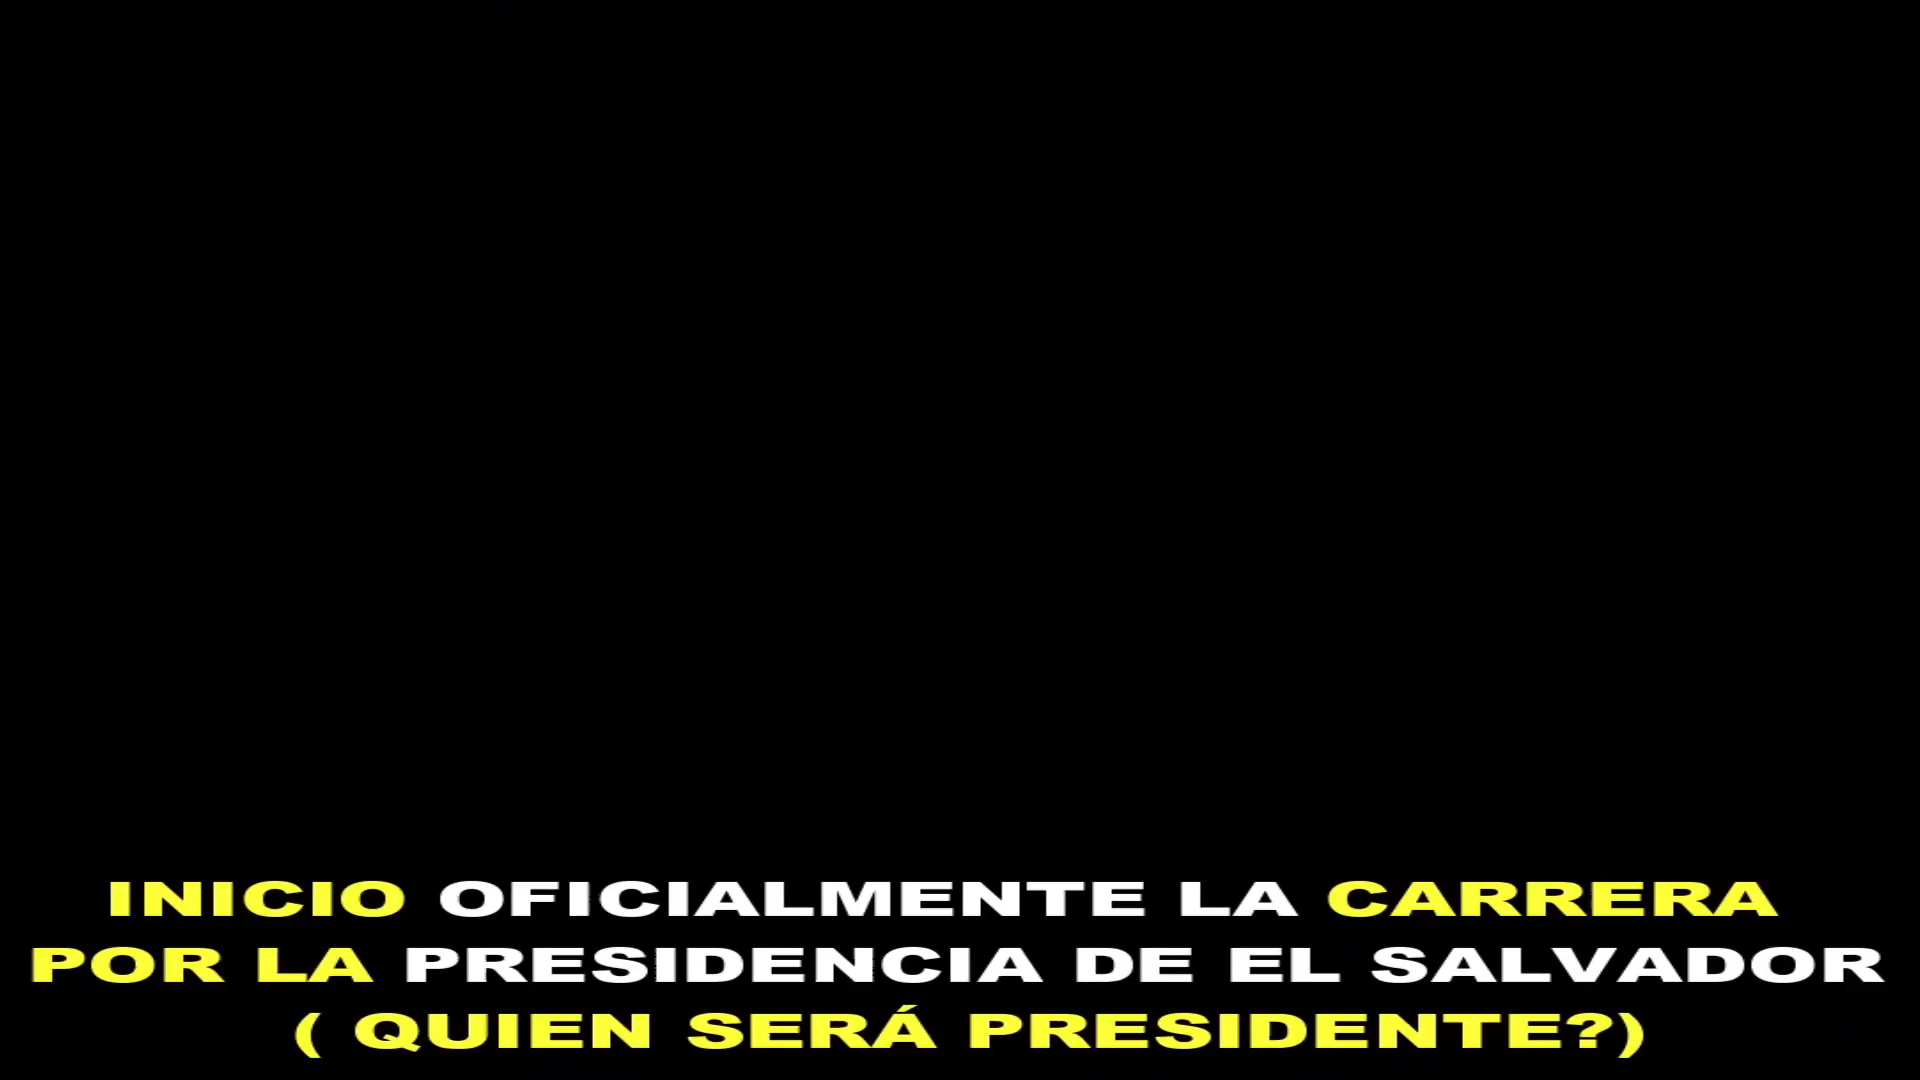 INICIO OFICIALMENTE LA CARRERA
POR LA PRESIDENCIA DE EL SALVADOR
( QUIEN SERÁ PRESIDENTE?)